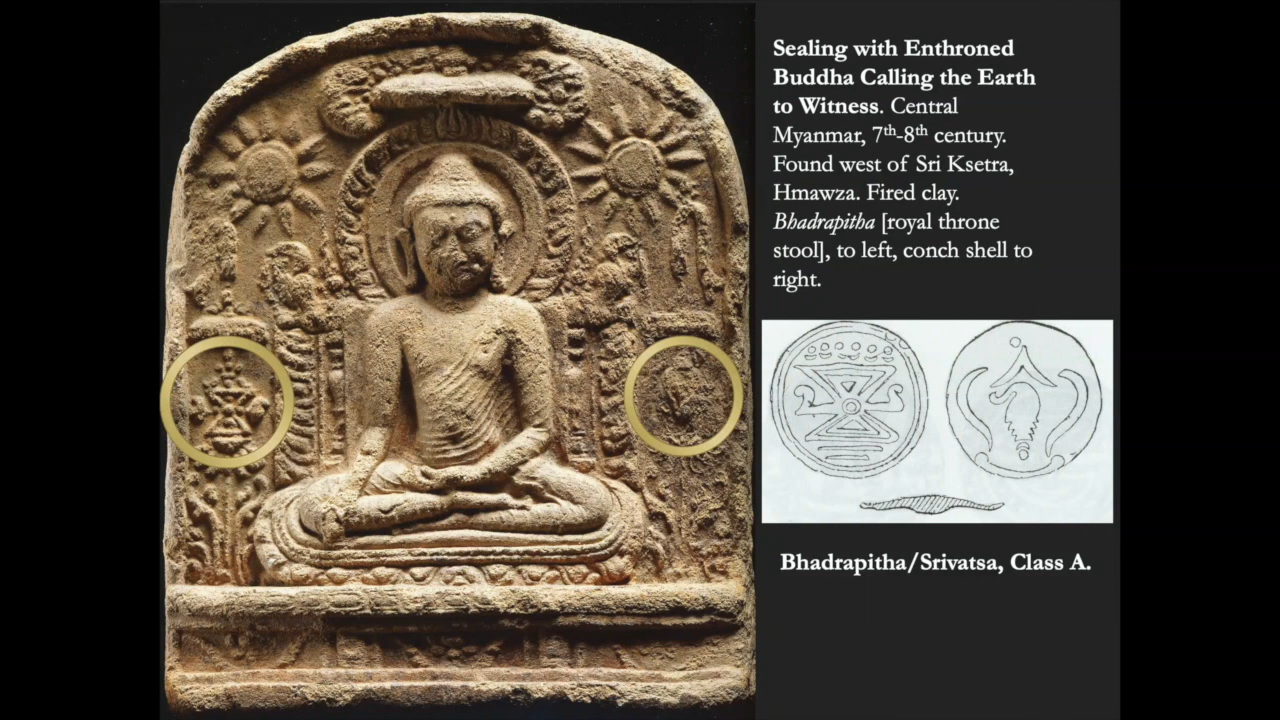 Sealing with Enthroned
Buddha Calling the Earth
to Witness. Central
Myanmar, 7th-8th century.
Found west of Sri Ksetra,
Hmawza. Fired clay.
Bhadrapitha [royal throne
stool], to left, conch shell to
right.
Bhadrapitha/Srivatsa, Class A.